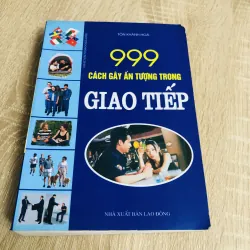 999
CÁCH GÂY ẤN TƯỢNG TRONG
GIAO TIẾP
NHÀ XUẤT BẢN LAO ĐỘNG